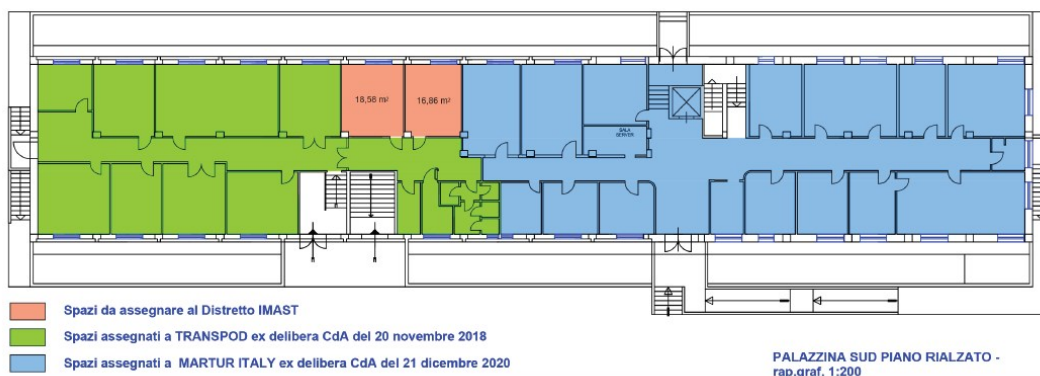 18,58 m²
16,86 m²
SALA
SERVER
Spazi da assegnare al Distretto IMAST
Spazi assegnati a TRANSPOD ex delibera CdA del 20 novembre 2018
Spazi assegnati a MARTUR ITALY ex delibera CdA del 21 dicembre 2020
PALAZZINA SUD PIANO RIALZATO -
rap.graf. 1:200